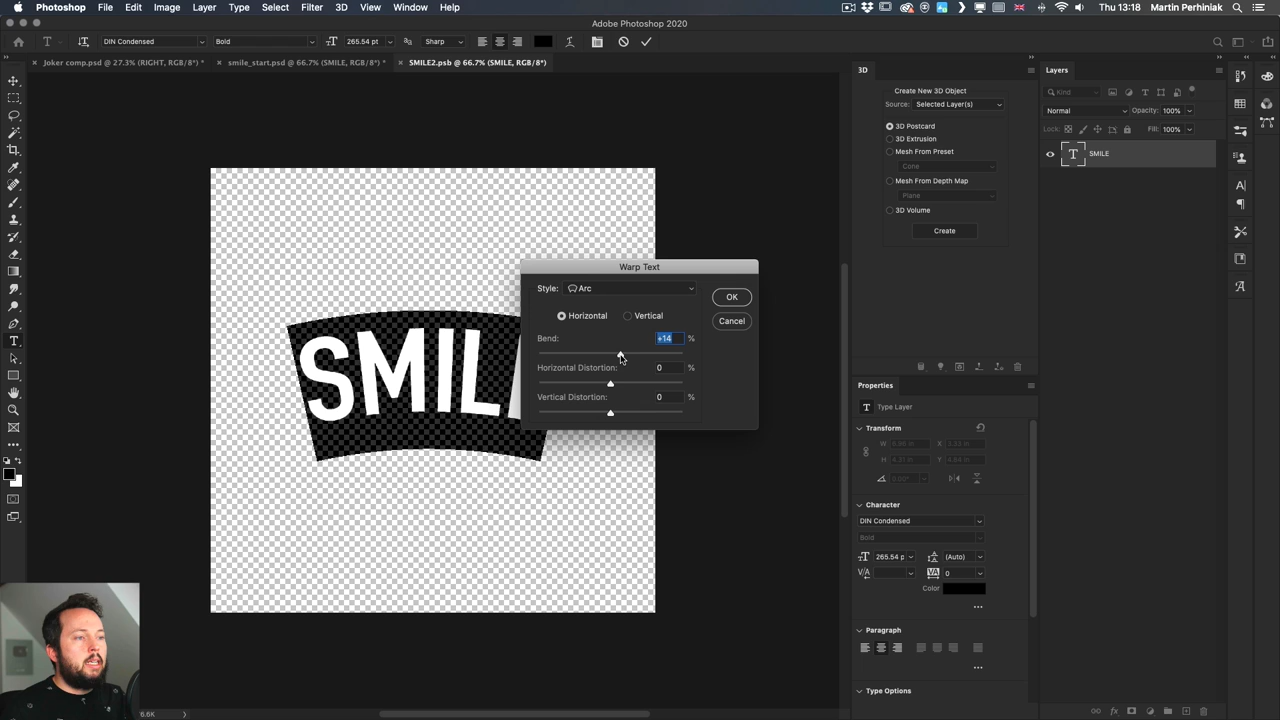 Photoshop File Edit Image Layer Type Select Filter 3D View Window Help Thu 13:18 Martin Perhiniak
Adobe Photoshop 2020
DIN Condensed Bold 265.54 pt Sharp
Joker comp.psd @ 27.3% (RIGHT, RGB/8*) * smile_start.psd @ 66.7% (SMILE, RGB/8*) * SMILE2.psb @ 66.7% (SMILE, RGB/8*)
SMIL
Warp Text
Style: Arc
OK
Horizontal Vertical
Cancel
Bend: +14 %
Horizontal Distortion: 0 %
Vertical Distortion: 0 %
3D
Create New 3D Object
Source: Selected Layer(s)
3D Postcard
3D Extrusion
Mesh From Preset
Cone
Mesh From Depth Map
Plane
3D Volume
Create
Layers
Kind
Normal Opacity: 100%
Lock: Fill: 100%
SMILE
Properties
Type Layer
Transform
Character
DIN Condensed
Bold
265.54 p (Auto)
0
Color
Paragraph
Type Options